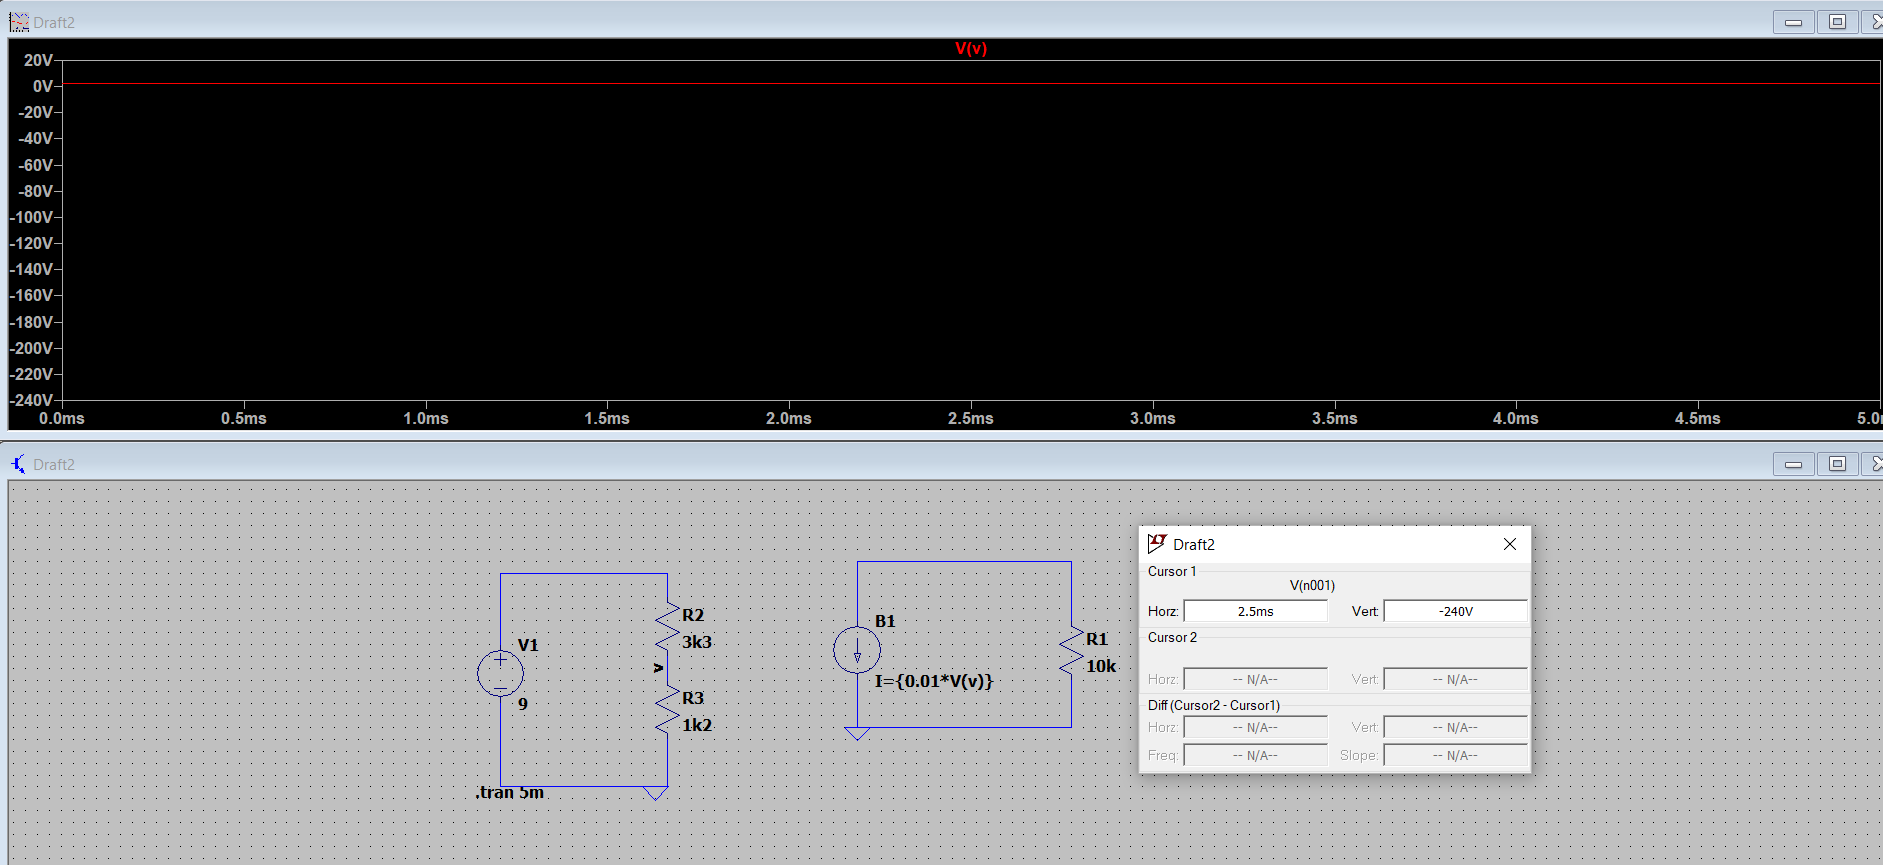 Draft2
V(v)
20V
0V
-20V
-40V
-60V
-80V
-100V
-120V
-140V
-160V
-180V
-200V
-220V
-240V
0.0ms 0.5ms 1.0ms 1.5ms 2.0ms 2.5ms 3.0ms 3.5ms 4.0ms 4.5ms
Draft2
V1
9
R2
3k3
v
R3
1k2
.tran 5m
B1
I={0.01*V(v)}
R1
10k
Draft2
Cursor 1
V(n001)
Horz: 2.5ms Vert: -240V
Cursor 2
Horz: -- N/A-- Vert: -- N/A--
Diff (Cursor2 - Cursor1)
Horz: -- N/A-- Vert: -- N/A--
Freq: -- N/A-- Slope: -- N/A--